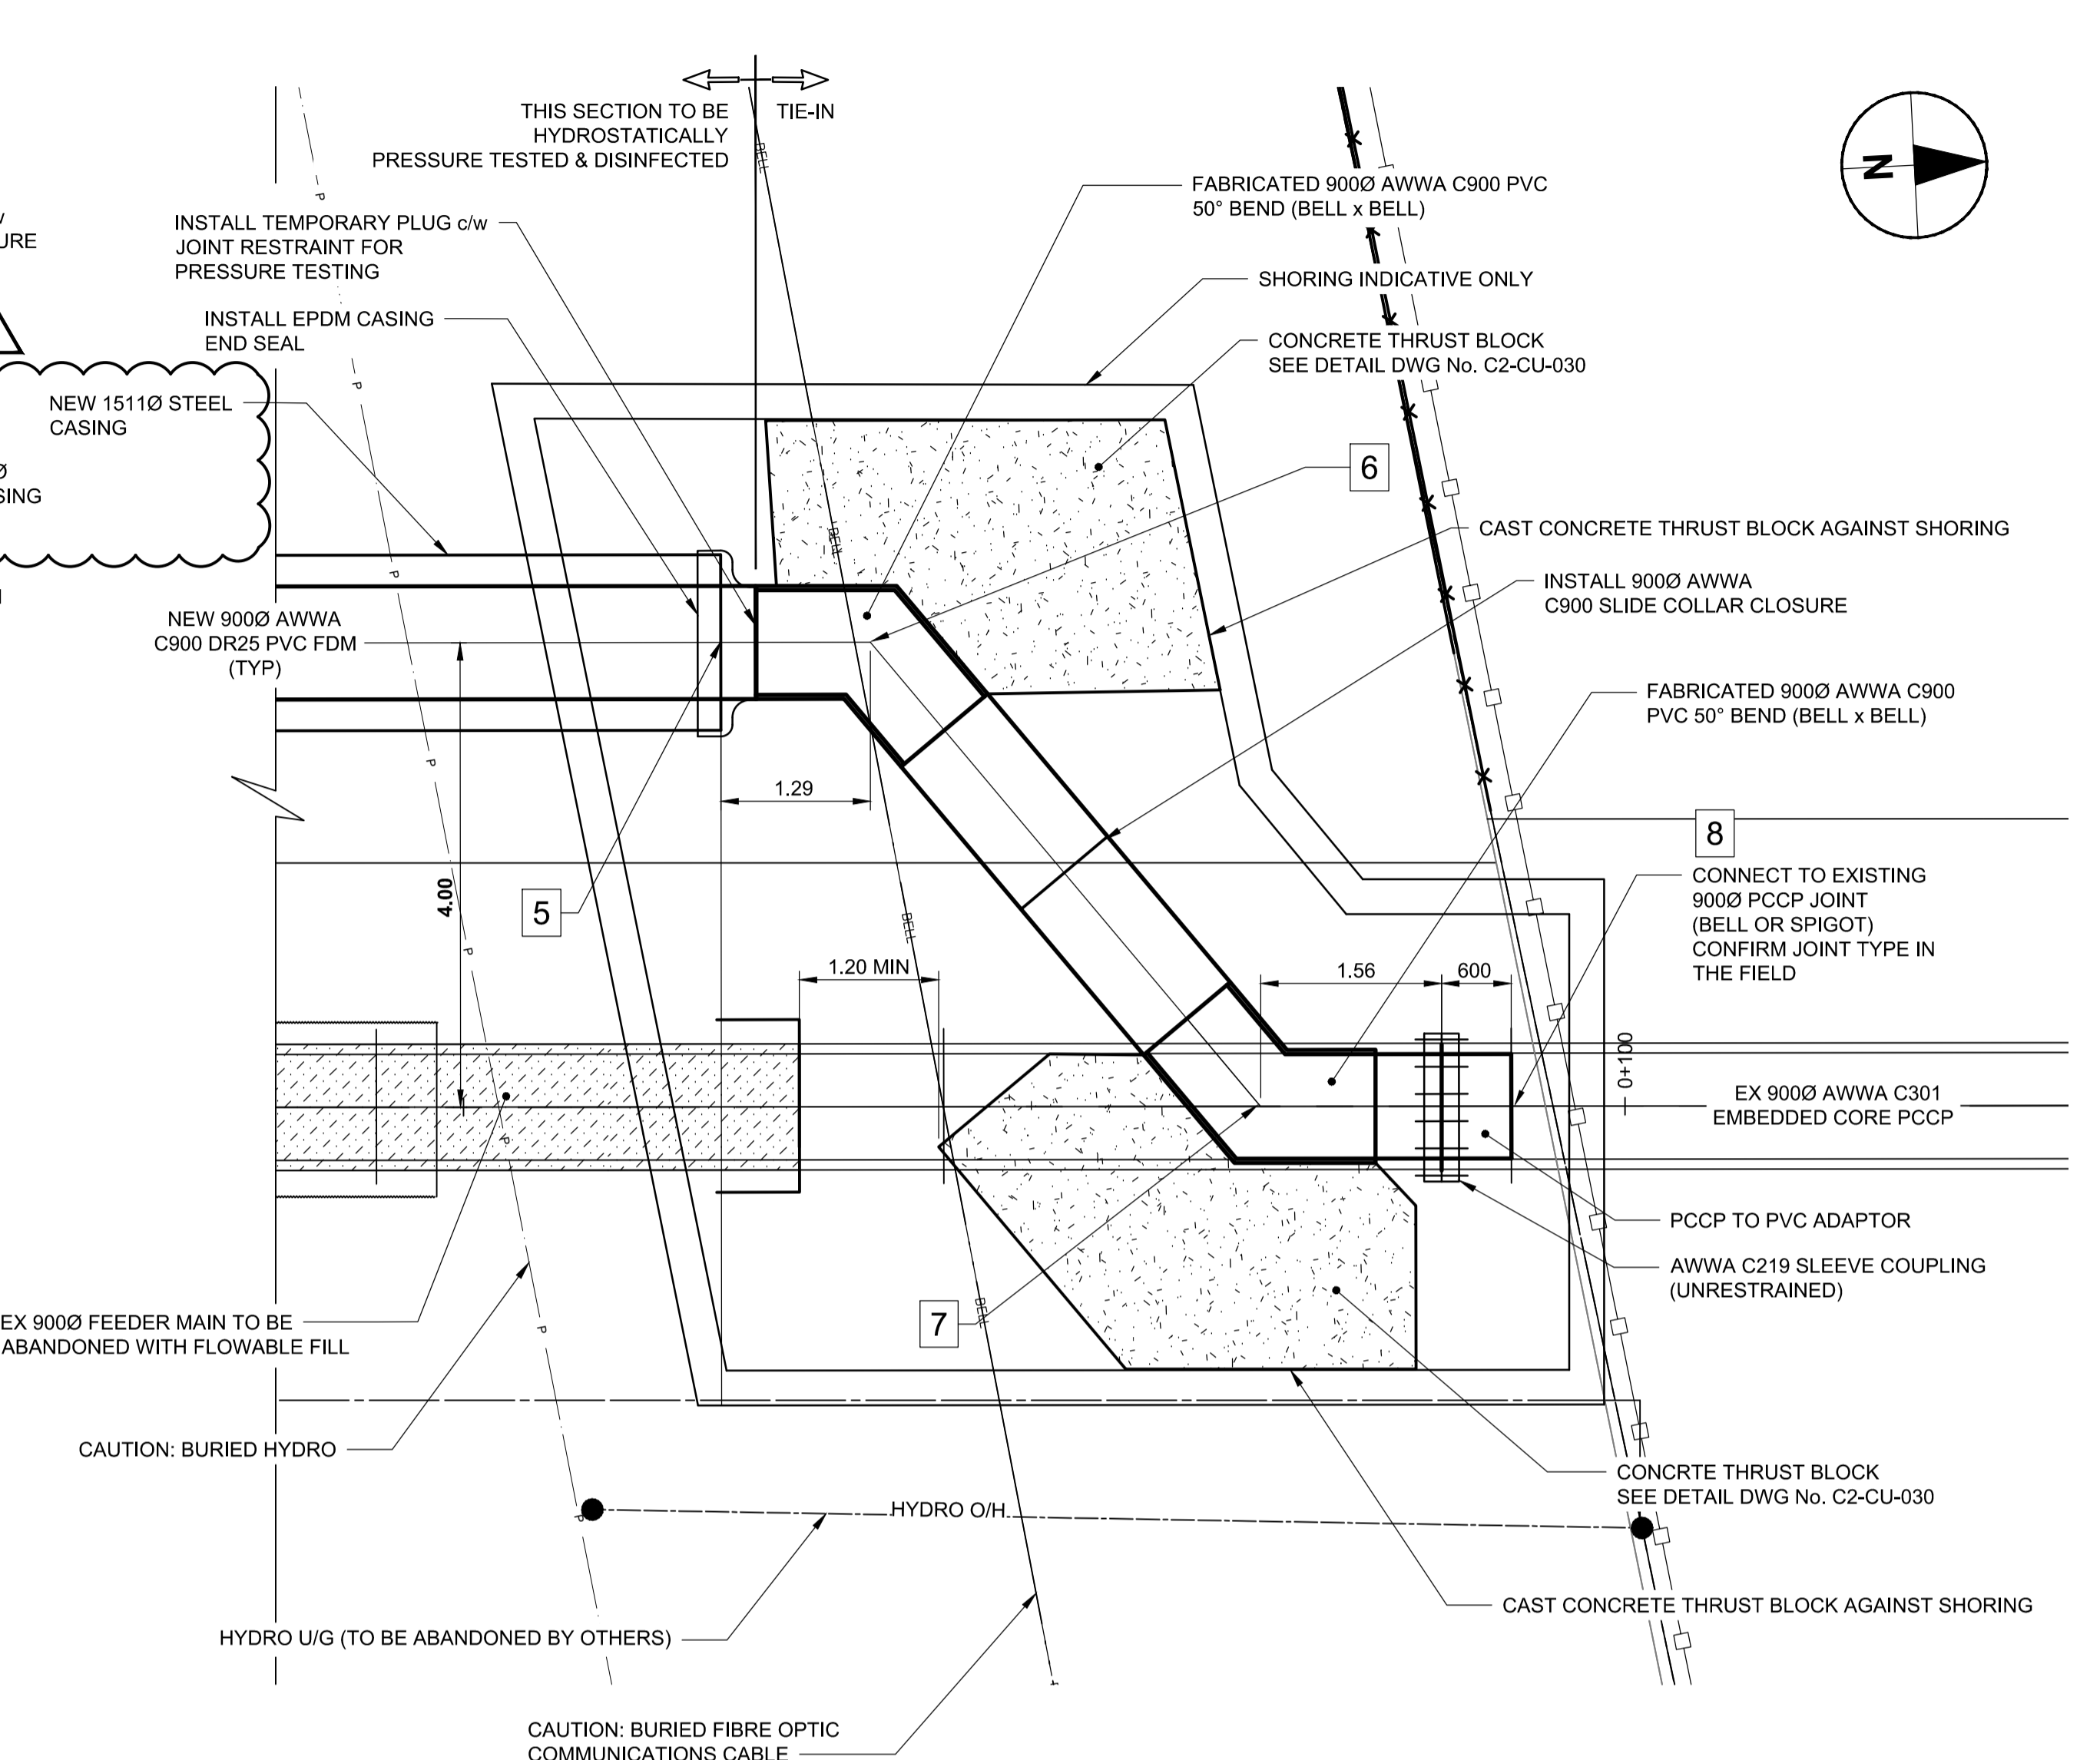 THIS SECTION TO BE
HYDROSTATICALLY
PRESSURE TESTED & DISINFECTED
TIE-IN
BELL
N
FABRICATED 900Ø AWWA C900 PVC
50° BEND (BELL x BELL)
URE
INSTALL TEMPORARY PLUG c/w
JOINT RESTRAINT FOR
PRESSURE TESTING
P
SHORING INDICATIVE ONLY
INSTALL EPDM CASING
END SEAL
CONCRETE THRUST BLOCK
SEE DETAIL DWG No. C2-CU-030
P
NEW 1511Ø STEEL
CASING
Ø
SING
6
CAST CONCRETE THRUST BLOCK AGAINST SHORING
BELL
P
INSTALL 900Ø AWWA
C900 SLIDE COLLAR CLOSURE
NEW 900Ø AWWA
C900 DR25 PVC FDM
(TYP)
FABRICATED 900Ø AWWA C900
PVC 50° BEND (BELL x BELL)
P
1.29
8
CONNECT TO EXISTING
900Ø PCCP JOINT
(BELL OR SPIGOT)
CONFIRM JOINT TYPE IN
THE FIELD
4.00
5
BELL
P
1.20 MIN
1.56
600
0+100
EX 900Ø AWWA C301
EMBEDDED CORE PCCP
P
PCCP TO PVC ADAPTOR
AWWA C219 SLEEVE COUPLING
(UNRESTRAINED)
7
BELL
P
EX 900Ø FEEDER MAIN TO BE
ABANDONED WITH FLOWABLE FILL
CAUTION: BURIED HYDRO
CONCRTE THRUST BLOCK
SEE DETAIL DWG No. C2-CU-030
P
HYDRO O/H
CAST CONCRETE THRUST BLOCK AGAINST SHORING
HYDRO U/G (TO BE ABANDONED BY OTHERS)
CAUTION: BURIED FIBRE OPTIC
COMMUNICATIONS CABLE